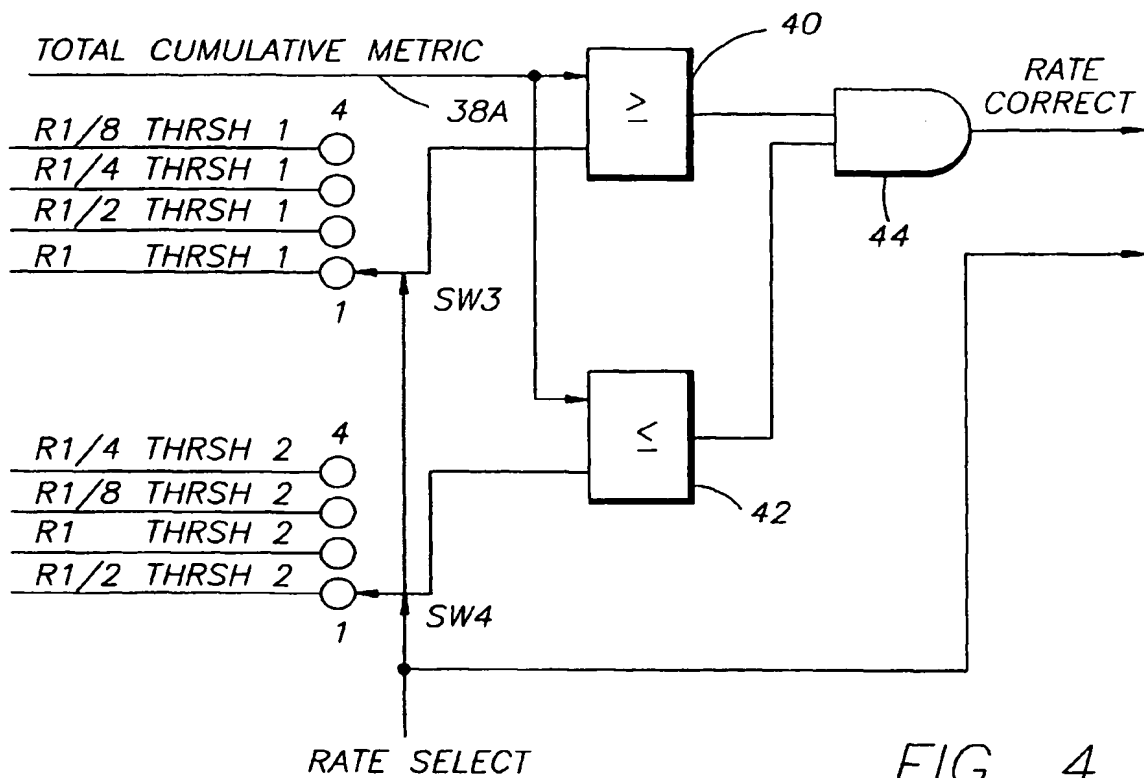 TOTAL CUMULATIVE METRIC
40
RATE CORRECT
38A
4
R1/8 THRSH 1
R1/4 THRSH 1
R1/2 THRSH 1
R1 THRSH 1
1
SW3
≥
44
4
R1/4 THRSH 2
R1/8 THRSH 2
R1 THRSH 2
R1/2 THRSH 2
1
SW4
≤
42
RATE SELECT
FIG. 4